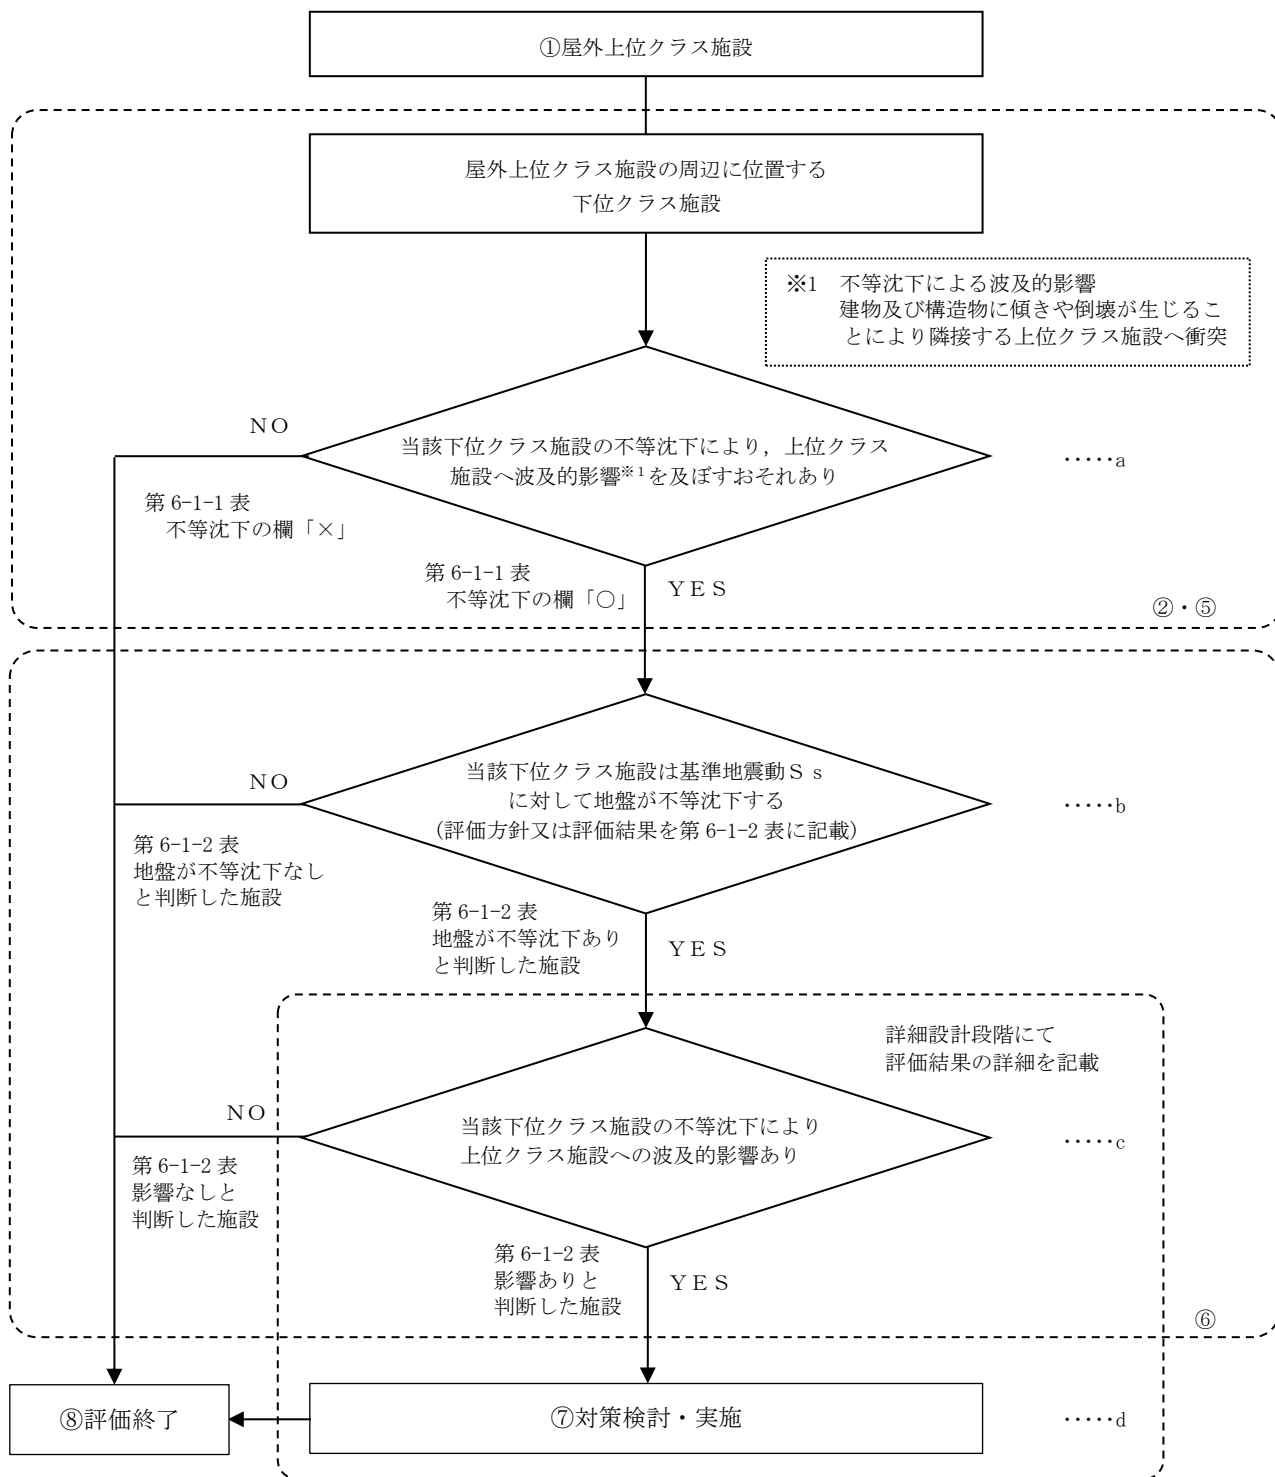 ①屋外上位クラス施設
屋外上位クラス施設の周辺に位置する
下位クラス施設
※1 不等沈下による波及的影響
建物及び構造物に傾きや倒壊が生じるこ
とにより隣接する上位クラス施設へ衝突
NO
当該下位クラス施設の不等沈下により，上位クラス
施設へ波及的影響※1を及ぼすおそれあり
‥‥‥a
第 6-1-1 表
不等沈下の欄「×」
第 6-1-1 表
不等沈下の欄「○」
YES
②・⑤
NO
当該下位クラス施設は基準地震動Ｓｓ
に対して地盤が不等沈下する
(評価方針又は評価結果を第 6-1-2 表に記載)
‥‥‥b
第 6-1-2 表
地盤が不等沈下なし
と判断した施設
第 6-1-2 表
地盤が不等沈下あり
と判断した施設
YES
詳細設計段階にて
評価結果の詳細を記載
NO
当該下位クラス施設の不等沈下により
上位クラス施設への波及的影響あり
‥‥‥c
第 6-1-2 表
影響なしと
判断した施設
第 6-1-2 表
影響ありと
判断した施設
YES
⑥
⑧評価終了
⑦対策検討・実施
‥‥‥d